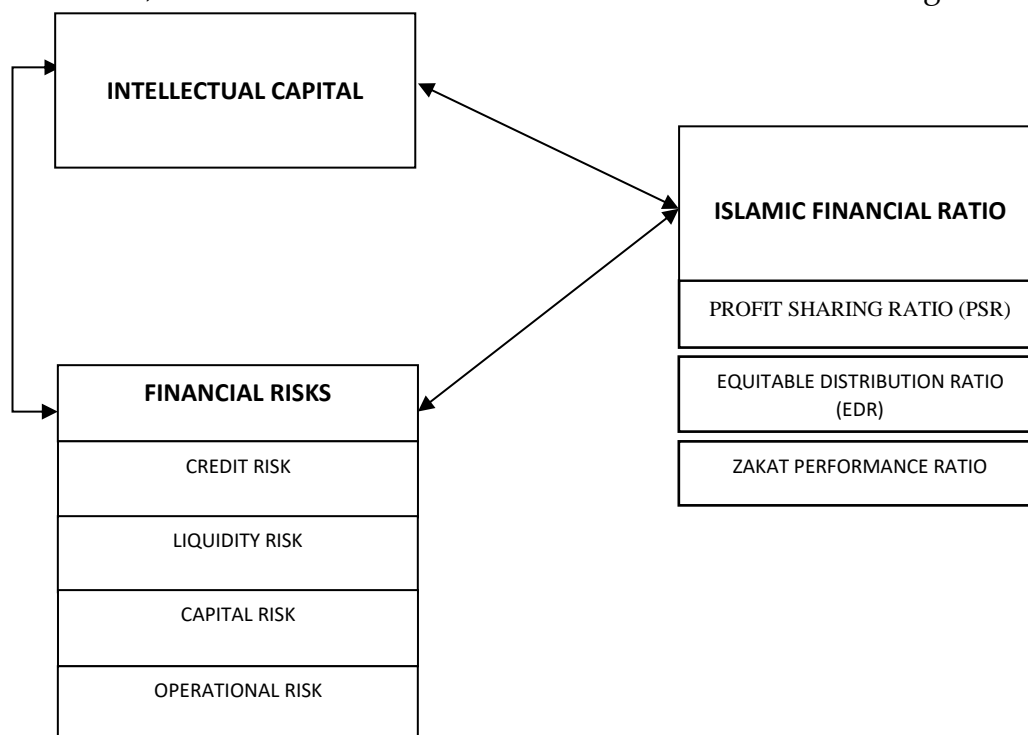 INTELLECTUAL CAPITAL
ISLAMIC FINANCIAL RATIO
PROFIT SHARING RATIO (PSR)
EQUITABLE DISTRIBUTION RATIO
(EDR)
ZAKAT PERFORMANCE RATIO
FINANCIAL RISKS
CREDIT RISK
LIQUIDITY RISK
CAPITAL RISK
OPERATIONAL RISK